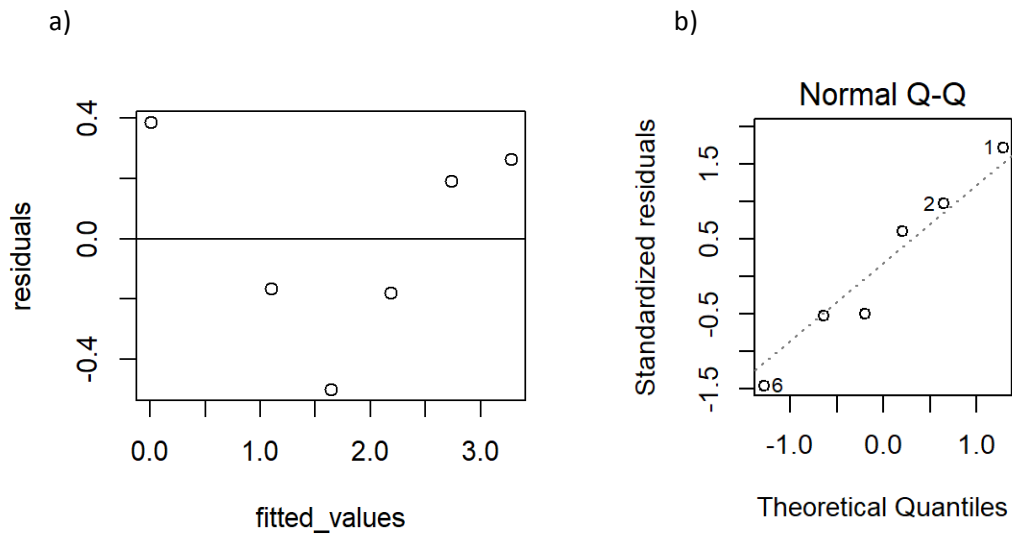 a)
residuals
0.4
0.0
-0.4
0.0 1.0 2.0 3.0
fitted_values
b)
Normal Q-Q
Standardized residuals
1.5
0.5
-0.5
-1.5
1
2
6
-1.0 0.0 1.0
Theoretical Quantiles